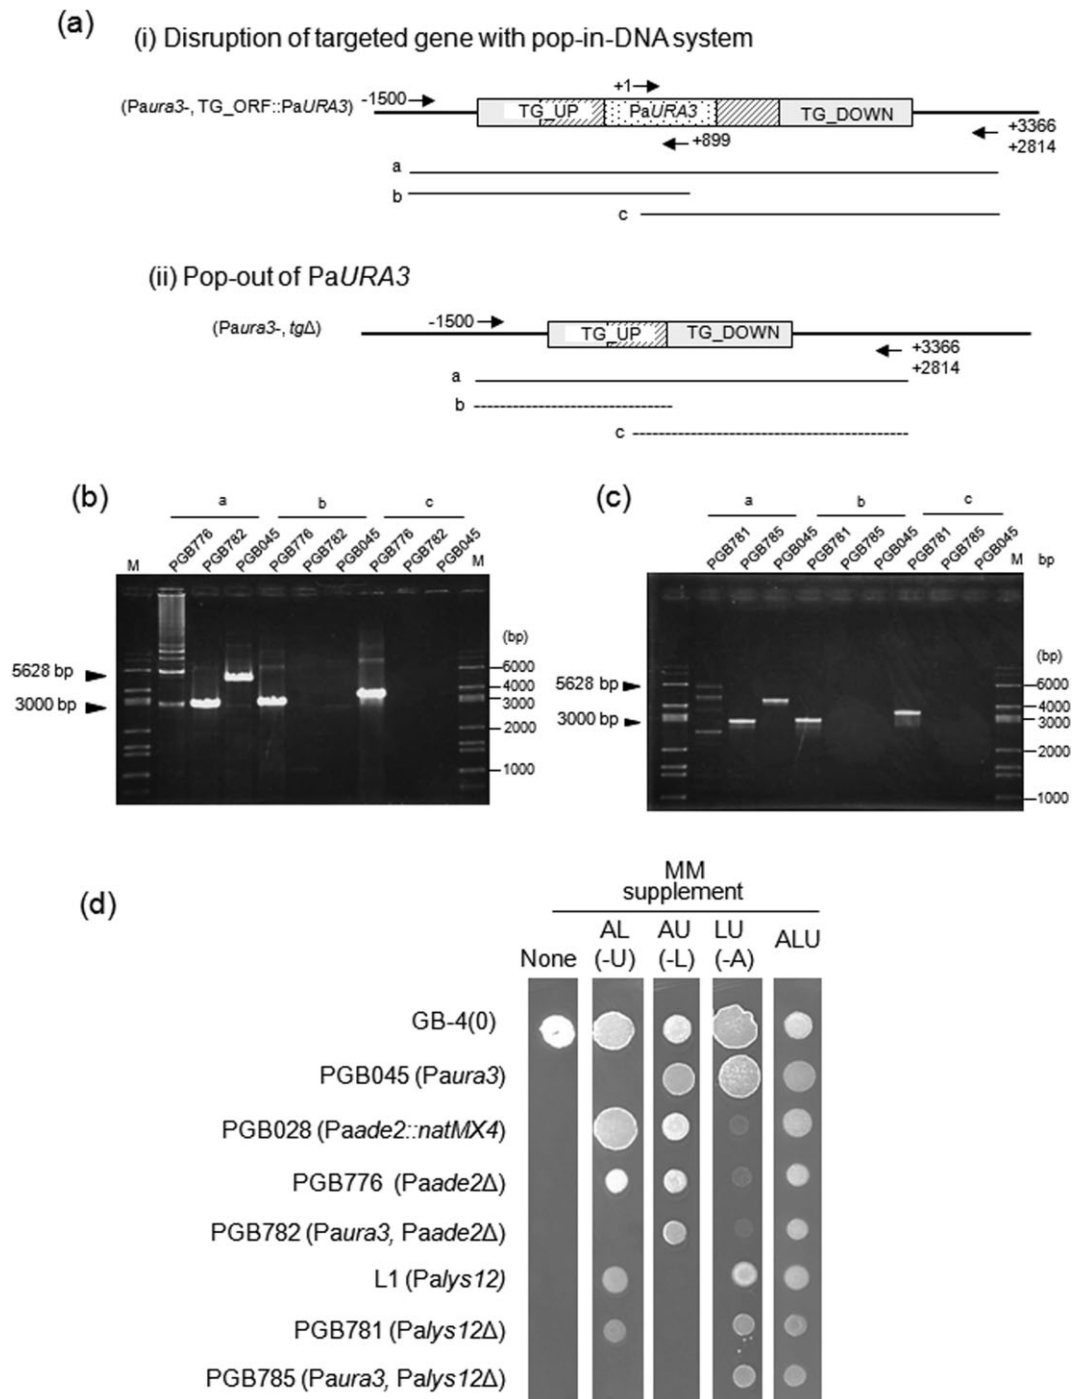 (a)
(i) Disruption of targeted gene with pop-in-DNA system
(Paura3-, TG_ORF::PaURA3)
-1500
+1
TG_UP
PaURA3
TG_DOWN
+899
+3366
+2814
a
b
c
(ii) Pop-out of PaURA3
(Paura3-, tgΔ)
-1500
TG_UP
TG_DOWN
+3366
+2814
a
b
c
(b)
a b c
M PGB776 PGB782 PGB045 PGB776 PGB782 PGB045 PGB776 PGB782 PGB045 M
(bp)
5628 bp
3000 bp
6000
4000
3000
2000
1000
(c)
a b c
PGB781 PGB785 PGB045 PGB781 PGB785 PGB045 PGB781 PGB785 PGB045 M bp
(bp)
5628 bp
3000 bp
6000
4000
3000
2000
1000
(d)
MM
supplement
None AL (-U) AU (-L) LU (-A) ALU
GB-4(0)
PGB045 (Paura3)
PGB028 (Paade2::natMX4)
PGB776 (Paade2Δ)
PGB782 (Paura3, Paade2Δ)
L1 (Palys12)
PGB781 (Palys12Δ)
PGB785 (Paura3, Palys12Δ)